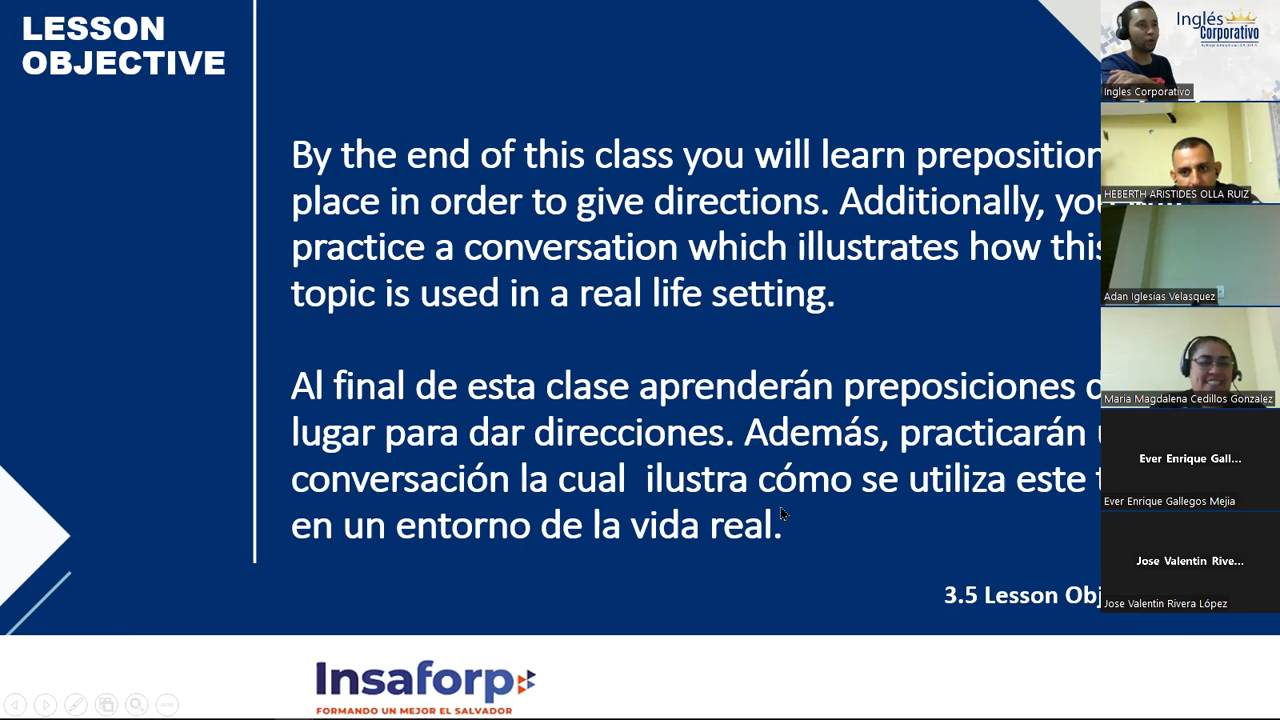 LESSON
OBJECTIVE
By the end of this class you will learn preposition
place in order to give directions. Additionally, yo
practice a conversation which illustrates how this
topic is used in a real life setting.
Al final de esta clase aprenderán preposiciones
lugar para dar direcciones. Además, practicarán
conversación la cual ilustra cómo se utiliza este
en un entorno de la vida real.
3.5 Lesson Obj
Insaforp
FORMANDO UN MEJOR EL SALVADOR
Inglés
Corporativo
Ingles Corporativo
HEBERTH ARISTIDES OLLA RUIZ
Adan Iglesias Velasquez
María Magdalena Cedillos Gonzalez
Ever Enrique Gall...
Ever Enrique Gallegos Mejia
Jose Valentin Rive...
Jose Valentin Rivera López